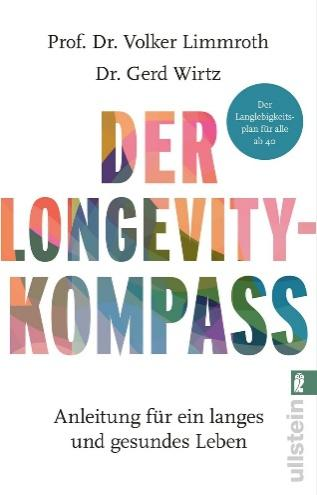 Prof. Dr. Volker Limmroth
Dr. Gerd Wirtz
Der
Langlebigkeits-
plan für alle
ab 40
DER
LONGEVITY-
KOMPASS
Anleitung für ein langes
und gesundes Leben
ullstein